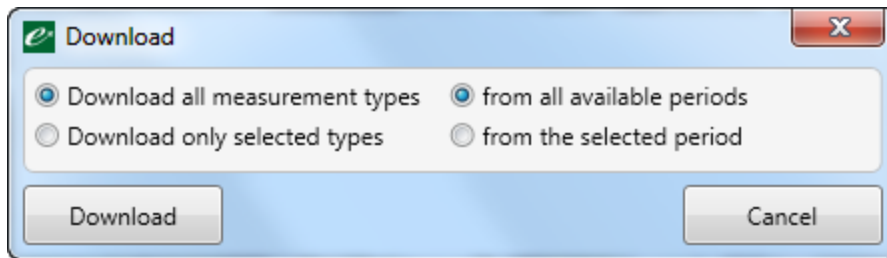 Download
Download all measurement types
from all available periods
Download only selected types
from the selected period
Download
Cancel